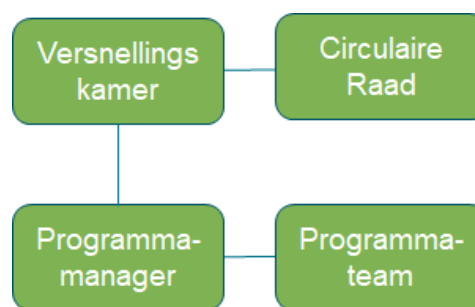 Versnellings
kamer
Circulaire
Raad
Programma-
manager
Programma-
team